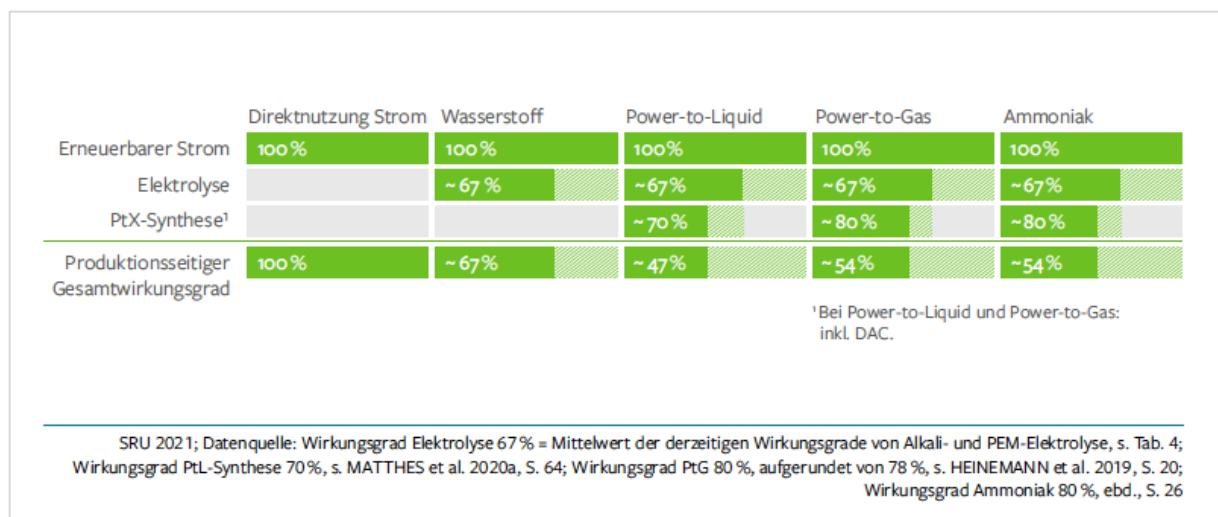 Direktnutzung Strom Wasserstoff Power-to-Liquid Power-to-Gas Ammoniak
Erneuerbarer Strom 100 % 100 % 100 % 100 % 100 %
Elektrolyse ~ 67 % ~ 67 % ~ 67 % ~ 67 %
PtX-Synthese¹ ~ 70 % ~ 80 % ~ 80 %
Produktionsseitiger 100 % ~ 67 % ~ 47 % ~ 54 % ~ 54 %
Gesamtwirkungsgrad
¹ Bei Power-to-Liquid und Power-to-Gas:
inkl. DAC.
SRU 2021; Datenquelle: Wirkungsgrad Elektrolyse 67 % = Mittelwert der derzeitigen Wirkungsgrade von Alkali- und PEM-Elektrolyse, s. Tab. 4;
Wirkungsgrad PtL-Synthese 70 %, s. MATTHES et al. 2020a, S. 64; Wirkungsgrad PtG 80 %, aufgerundet von 78 %, s. HEINEMANN et al. 2019, S. 20;
Wirkungsgrad Ammoniak 80 %, ebd., S. 26